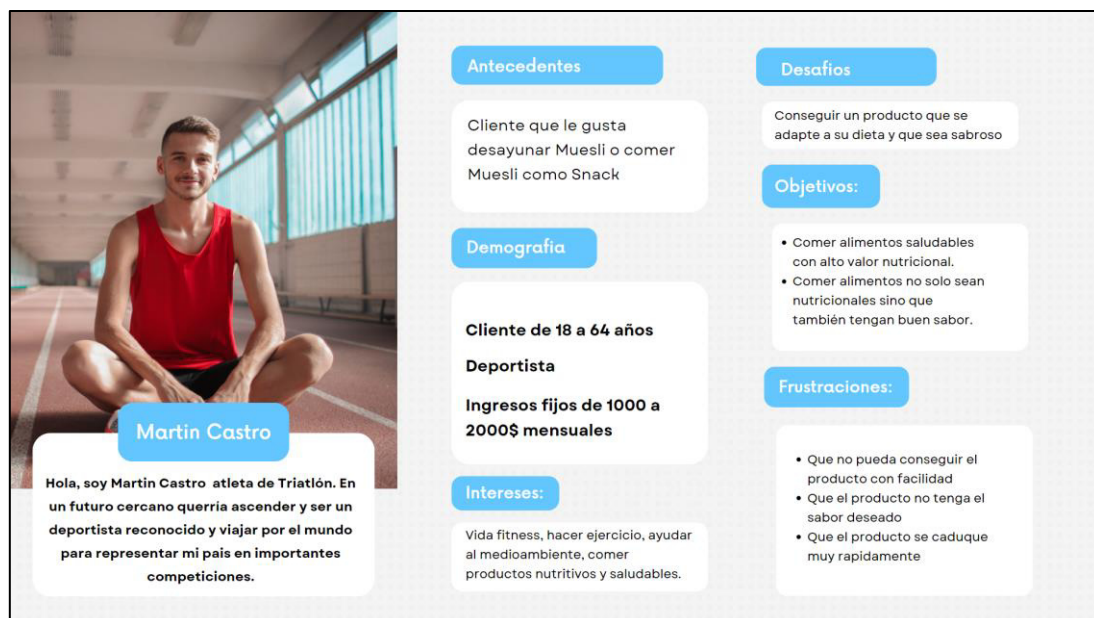 Martin Castro
Hola, soy Martin Castro atleta de Triatlón. En
un futuro cercano querría ascender y ser un
deportista reconocido y viajar por el mundo
para representar mi pais en importantes
competiciones.
Antecedentes
Cliente que le gusta
desayunar Muesli o comer
Muesli como Snack
Demografia
Cliente de 18 a 64 años
Deportista
Ingresos fijos de 1000 a
2000$ mensuales
Intereses:
Vida fitness, hacer ejercicio, ayudar
al medioambiente, comer
productos nutritivos y saludables.
Desafios
Conseguir un producto que se
adapte a su dieta y que sea sabroso
Objetivos:
• Comer alimentos saludables
con alto valor nutricional.
• Comer alimentos no solo sean
nutricionales sino que
también tengan buen sabor.
Frustraciones:
• Que no pueda conseguir el
producto con facilidad
• Que el producto no tenga el
sabor deseado
• Que el producto se caduque
muy rapidamente